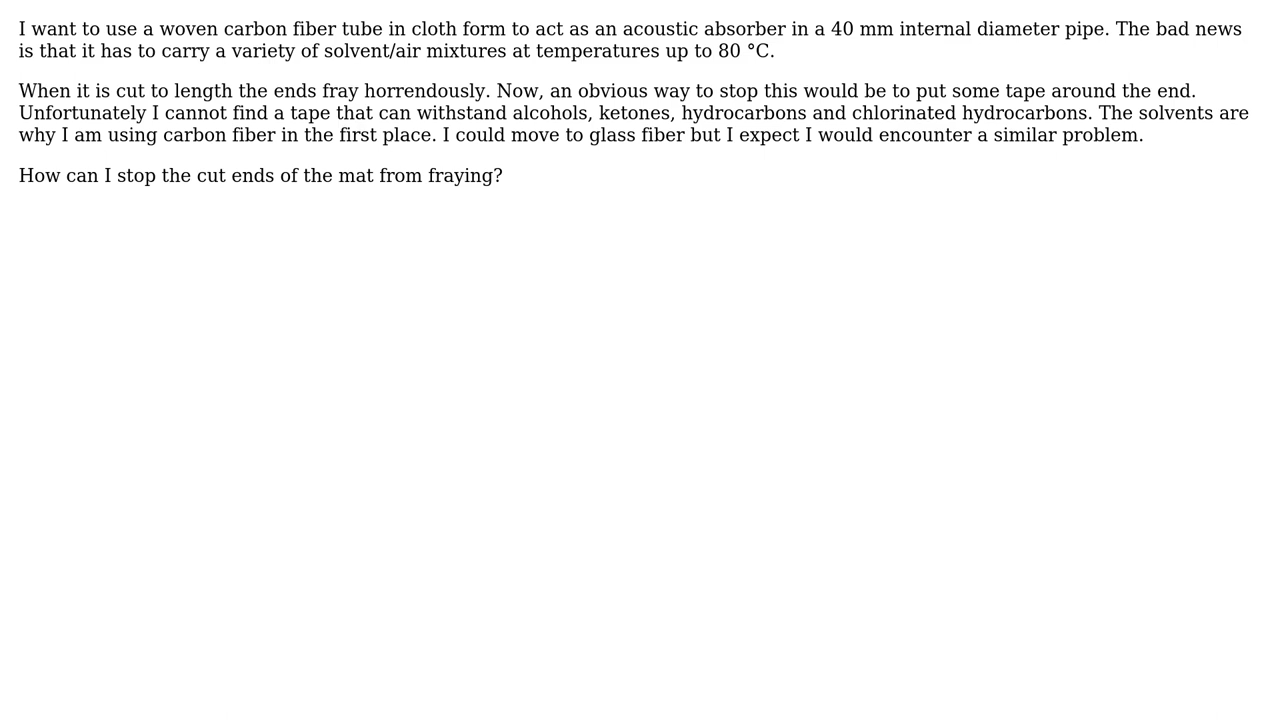 I want to use a woven carbon fiber tube in cloth form to act as an acoustic absorber in a 40 mm internal diameter pipe. The bad news
is that it has to carry a variety of solvent/air mixtures at temperatures up to 80 °C.
When it is cut to length the ends fray horrendously. Now, an obvious way to stop this would be to put some tape around the end.
Unfortunately I cannot find a tape that can withstand alcohols, ketones, hydrocarbons and chlorinated hydrocarbons. The solvents are
why I am using carbon fiber in the first place. I could move to glass fiber but I expect I would encounter a similar problem.
How can I stop the cut ends of the mat from fraying?